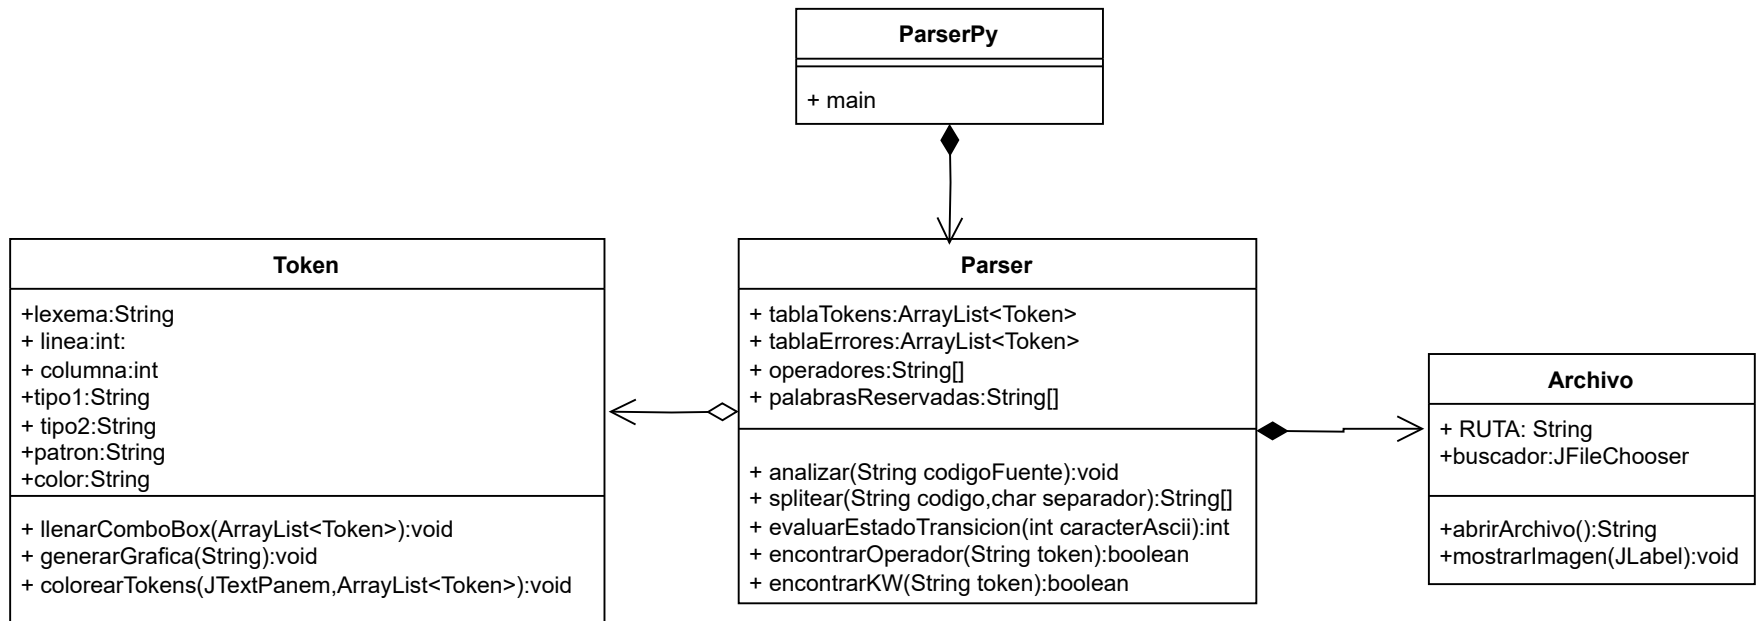 ParserPy
+ main
Token
+lexema:String
+ linea:int:
+ columna:int
+tipo1:String
+ tipo2:String
+patron:String
+color:String
+ llenarComboBox(ArrayList<Token>):void
+ generarGrafica(String):void
+ colorearTokens(JTextPanem,ArrayList<Token>):void
Parser
+ tablaTokens:ArrayList<Token>
+ tablaErrores:ArrayList<Token>
+ operadores:String[]
+ palabrasReservadas:String[]
+ analizar(String codigoFuente):void
+ splitear(String codigo,char separador):String[]
+ evaluarEstadoTransicion(int caracterAscii):int
+ encontrarOperador(String token):boolean
+ encontrarKW(String token):boolean
Archivo
+ RUTA: String
+buscador:JFileChooser
+abrirArchivo():String
+mostrarImagen(JLabel):void